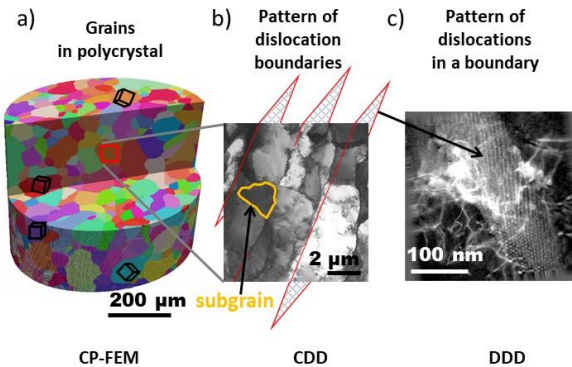 a)
Grains
in polycrystal
b)
Pattern of
dislocation
boundaries
c)
Pattern of
dislocations
in a boundary
200 µm
subgrain
2 µm
100 nm
CP-FEM
CDD
DDD